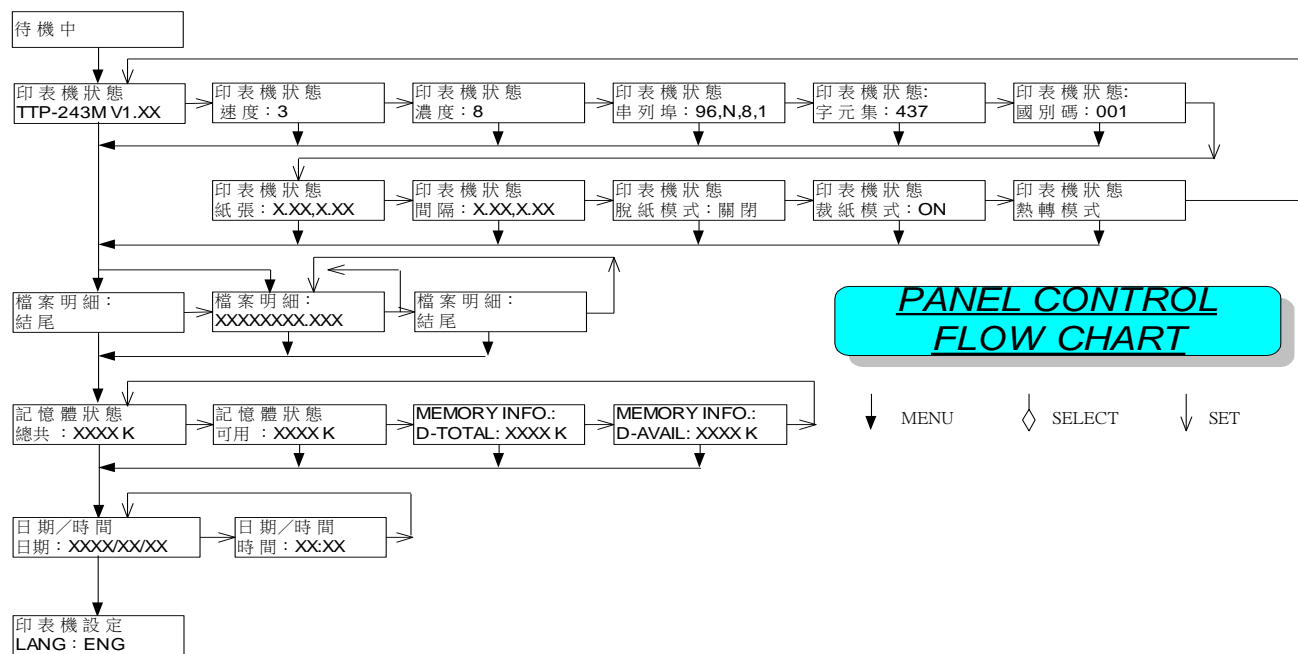 待機中
印表機狀態
TTP-243M V1.XX
印表機狀態
速度：3
印表機狀態
濃度：8
印表機狀態
串列埠：96,N,8,1
印表機狀態:
字元集：437
印表機狀態:
國別碼：001
印表機狀態
紙張：X.XX,X.XX
印表機狀態
間隔：X.XX,X.XX
印表機狀態
脫紙模式：關閉
印表機狀態
裁紙模式：ON
印表機狀態
熱轉模式
檔案明細：
結尾
檔案明細：
XXXXXXXX.XXX
檔案明細：
結尾
PANEL CONTROL
FLOW CHART
記憶體狀態
總共：XXXX K
記憶體狀態
可用：XXXX K
MEMORY INFO.:
D-TOTAL: XXXX K
MEMORY INFO.:
D-AVAIL: XXXX K
MENU
SELECT
SET
日期／時間
日期：XXXX/XX/XX
日期／時間
時間：XX:XX
印表機設定
LANG：ENG